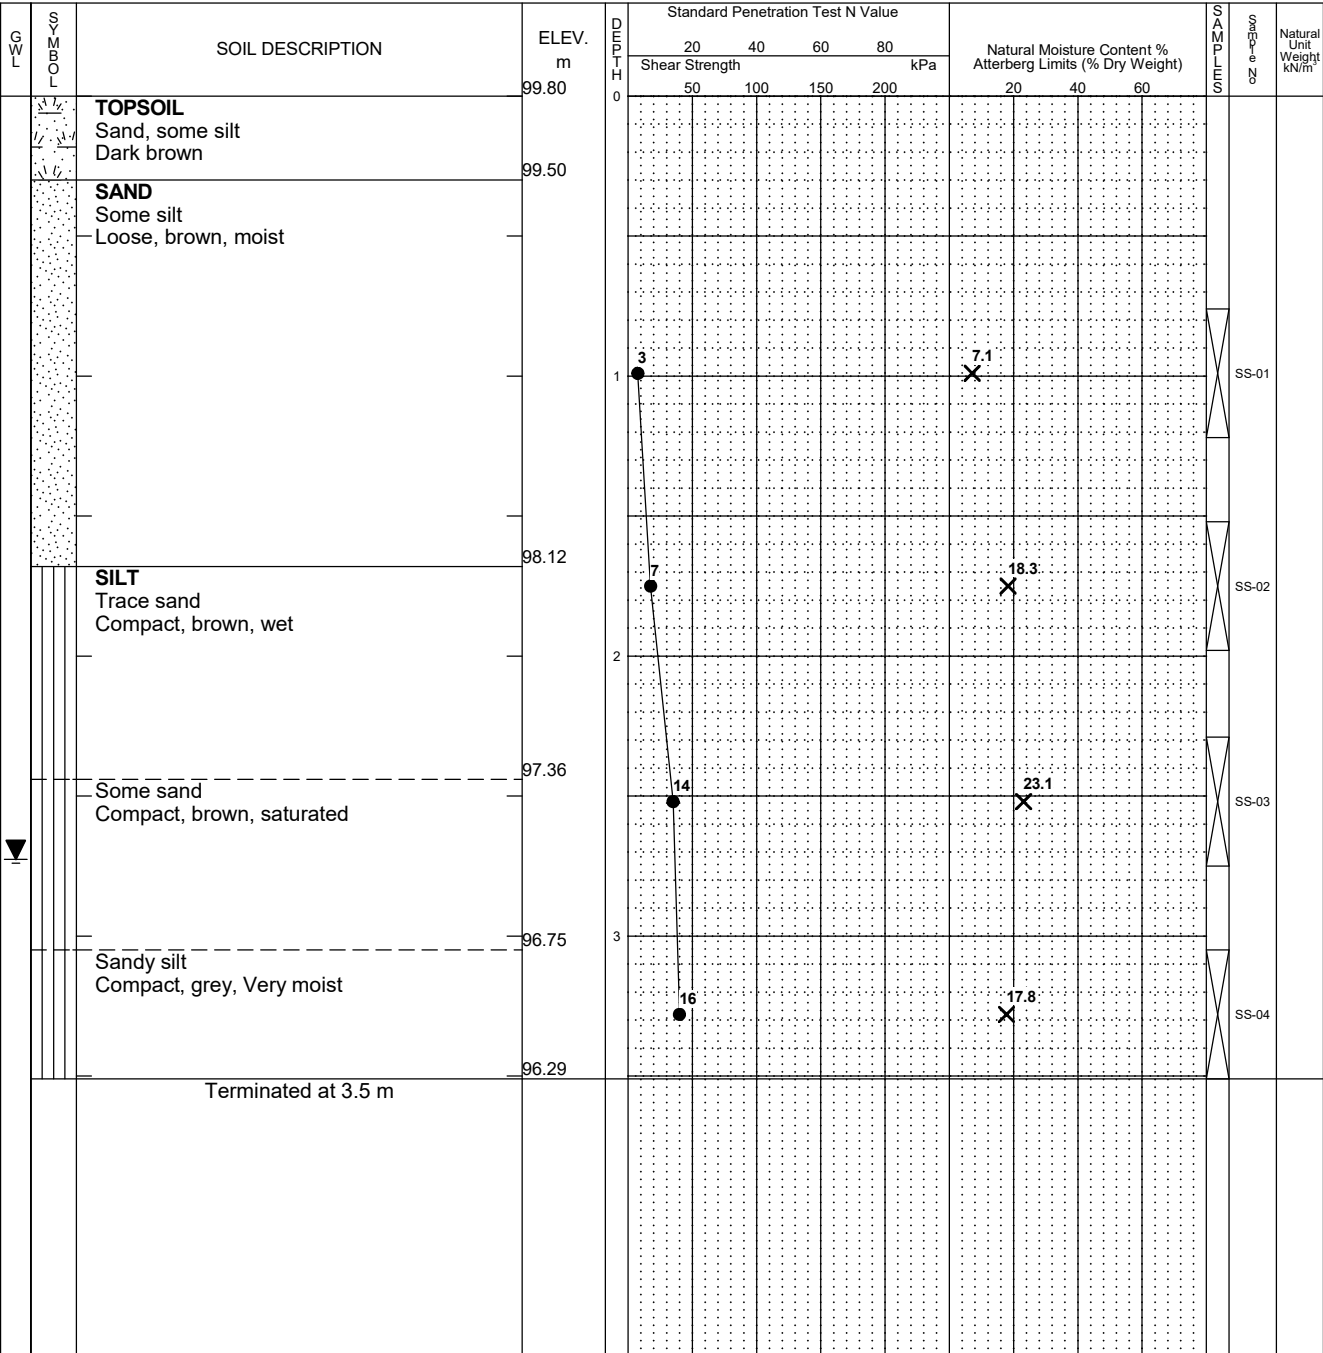 GWL
SYMBOL
SOIL DESCRIPTION
ELEV.
m
DEPTH
Standard Penetration Test N Value
20 40 60 80
Shear Strength kPa
50 100 150 200
Natural Moisture Content %
Atterberg Limits (% Dry Weight)
20 40 60
SAMPLES
Sample No
Natural
Unit
Weight
kN/m³
99.80
0
TOPSOIL
Sand, some silt
Dark brown
99.50
SAND
Some silt
Loose, brown, moist
3
7.1
1
SS-01
98.12
SILT
Trace sand
Compact, brown, wet
7
18.3
SS-02
2
97.36
Some sand
Compact, brown, saturated
14
23.1
SS-03
3
96.75
Sandy silt
Compact, grey, Very moist
16
17.8
SS-04
96.29
Terminated at 3.5 m